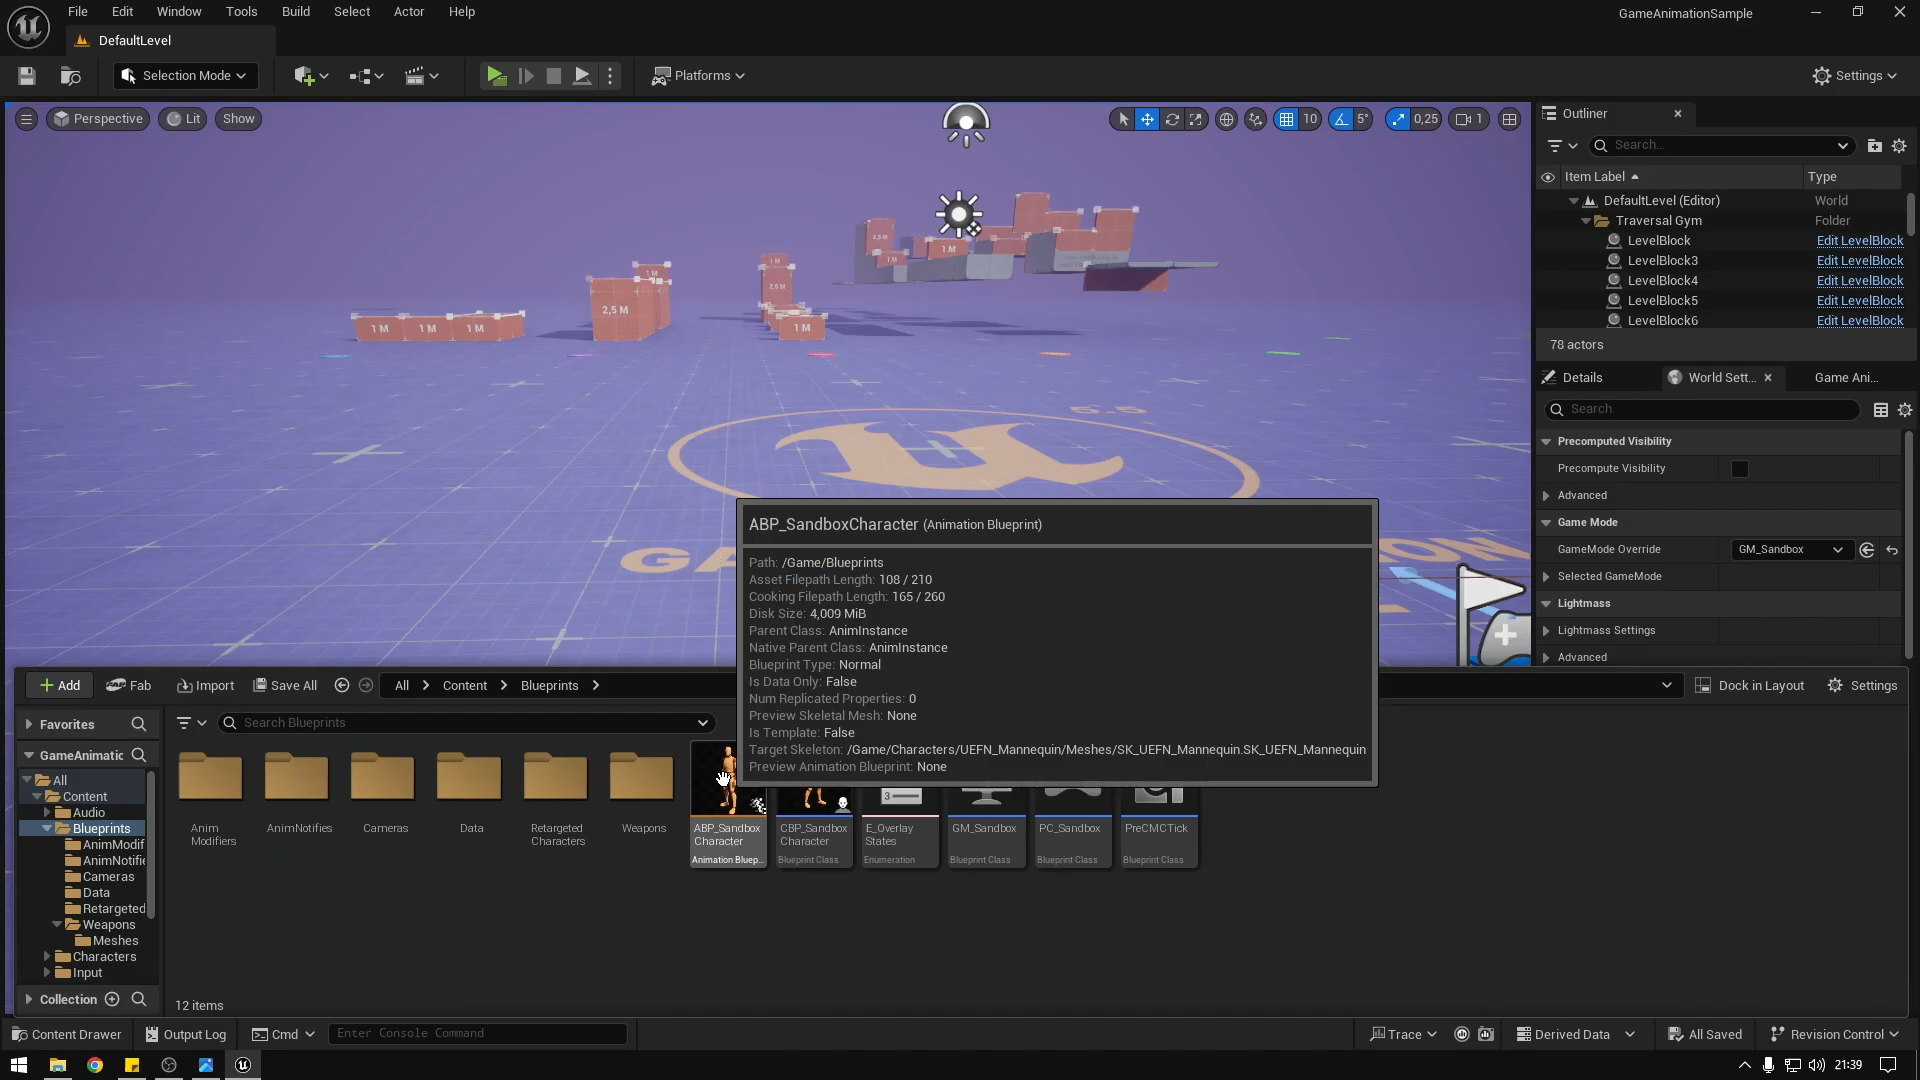 File Edit Window Tools Build Select Actor Help
GameAnimationSample
DefaultLevel
Selection Mode
Platforms
Settings
Perspective
Lit
Show
10
5°
0,25
1
Outliner
Search...
Item Label
Type
DefaultLevel (Editor)
World
Traversal Gym
Folder
LevelBlock
Edit LevelBlock
LevelBlock3
Edit LevelBlock
LevelBlock4
Edit LevelBlock
LevelBlock5
Edit LevelBlock
LevelBlock6
Edit LevelBlock
78 actors
1 M
1 M
1 M
2,5 M
1 M
1 M
2,5 M
1 M
2,5 M
1 M
1 M
5.5
GA
ON
Details
World Sett...
Game Ani...
Search
Precomputed Visibility
Precompute Visibility
Advanced
Game Mode
GameMode Override
GM_Sandbox
Selected GameMode
Lightmass
Lightmass Settings
Advanced
ABP_SandboxCharacter (Animation Blueprint)
Path: /Game/Blueprints
Asset Filepath Length: 108 / 210
Cooking Filepath Length: 165 / 260
Disk Size: 4,009 MiB
Parent Class: AnimInstance
Native Parent Class: AnimInstance
Blueprint Type: Normal
Is Data Only: False
Num Replicated Properties: 0
Preview Skeletal Mesh: None
Is Template: False
Target Skeleton: /Game/Characters/UEFN_Mannequin/Meshes/SK_UEFN_Mannequin.SK_UEFN_Mannequin
Preview Animation Blueprint: None
Add
Fab
Import
Save All
All
Content
Blueprints
Dock in Layout
Settings
Favorites
Search Blueprints
GameAnimatic
All
Content
Audio
Blueprints
AnimModif
AnimNotifie
Cameras
Data
Retargeted
Weapons
Meshes
Characters
Input
Collection
Anim
Modifiers
AnimNotifies
Cameras
Data
Retargeted
Characters
Weapons
ABP_Sandbox
Character
Animation Bluep...
CBP_Sandbox
Character
Blueprint Class
E_Overlay
States
Enumeration
GM_Sandbox
Blueprint Class
PC_Sandbox
Blueprint Class
PreCMCTick
Blueprint Class
12 items
Content Drawer
Output Log
Cmd
Enter Console Command
Trace
Derived Data
All Saved
Revision Control
21:39